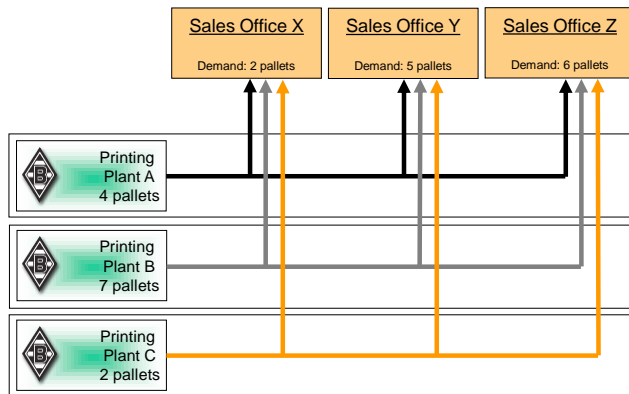 Sales Office X
Demand: 2 pallets
Sales Office Y
Demand: 5 pallets
Sales Office Z
Demand: 6 pallets
B
Printing
Plant A
4 pallets
B
Printing
Plant B
7 pallets
B
Printing
Plant C
2 pallets